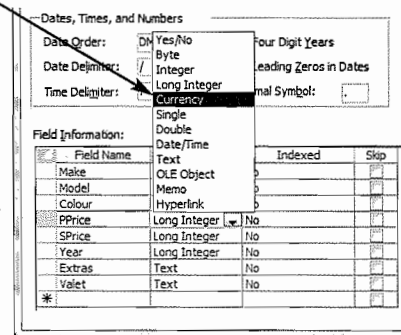 Dates, Times, and Numbers
Date Order: DM Four Digit Years
Date Delimiter: / Leading Zeros in Dates
Time Delimiter: mal Symbol: .
Yes/No
Byte
Integer
Long Integer
Currency
Single
Double
Date/Time
Text
OLE Object
Memo
Hyperlink
Field Information:
Field Name Indexed Skip
Make
Model
Colour
PPrice Long Integer No
SPrice Long Integer No
Year Long Integer No
Extras Text No
Valet Text No
*